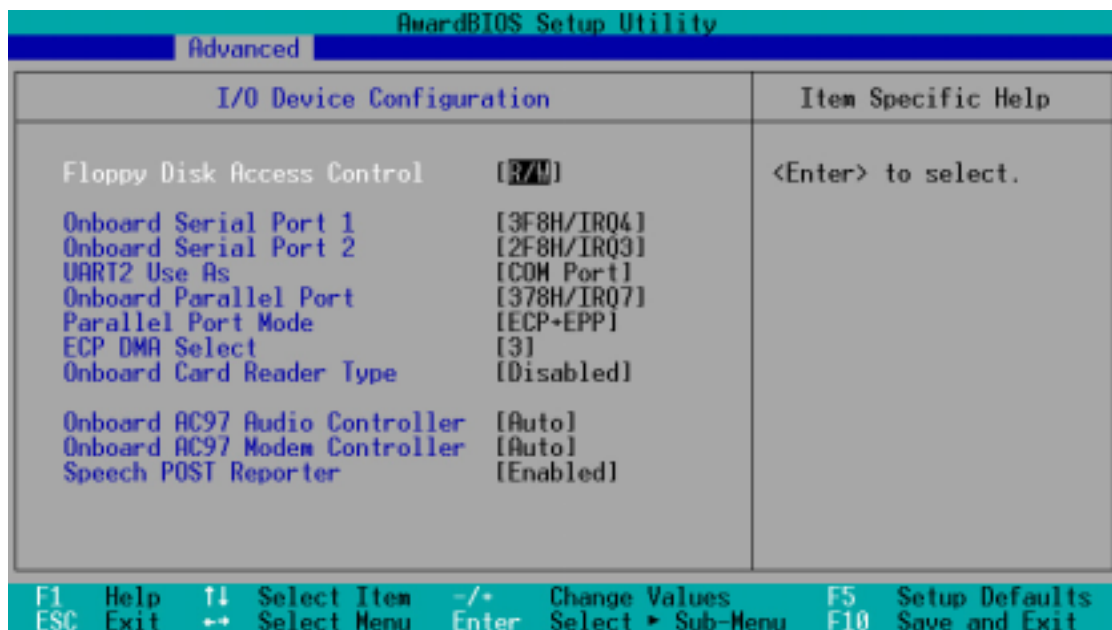 AwardBIOS Setup Utility
Advanced
I/O Device Configuration
Item Specific Help
Floppy Disk Access Control [R/W]
<Enter> to select.
Onboard Serial Port 1 [3F8H/IRQ4]
Onboard Serial Port 2 [2F8H/IRQ3]
UART2 Use As [COM Port]
Onboard Parallel Port [378H/IRQ7]
Parallel Port Mode [ECP+EPP]
ECP DMA Select [3]
Onboard Card Reader Type [Disabled]
Onboard AC97 Audio Controller [Auto]
Onboard AC97 Modem Controller [Auto]
Speech POST Reporter [Enabled]
F1 Help ↑↓ Select Item -/+ Change Values F5 Setup Defaults
ESC Exit ←→ Select Menu Enter Select ► Sub-Menu F10 Save and Exit